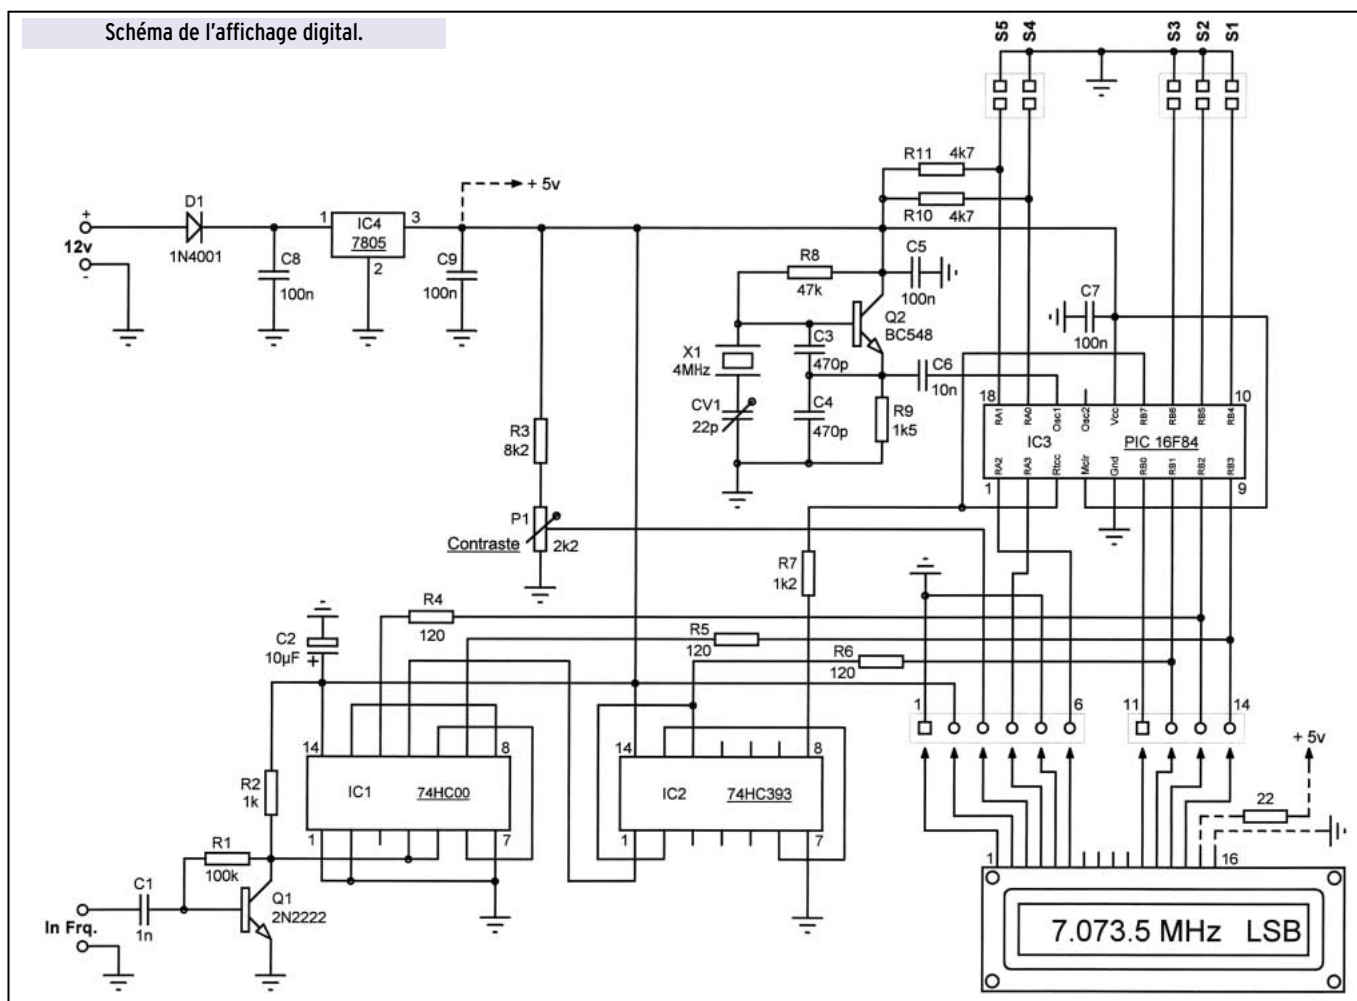 Schéma de l'affichage digital.
S5 S4 S3 S2 S1
R11 4k7
R10 4k7
+ 5v
D1
1N4001
+
12v
-
1 IC4 3
7805
2
C8
100n
C9
100n
R8
47k
C5
100n
Q2
BC548
C7
100n
X1
4MHz
C3
470p
C6
10n
CV1
22p
C4
470p
R9
1k5
18 10
RA1 RA0 Osc1 Osc2 Vcc RB7 RB6 RB5 RB4
IC3 PIC 16F84
RA2 RA3 Rtcc Mclr Gnd RB0 RB1 RB2 RB3
1 9
R3
8k2
P1
2k2
Contraste
R7
1k2
R4
120
R5
120
R6
120
C2
10µF +
1 6 11 14
+ 5v
22
R2
1k
14 8
IC1 74HC00
1 7
14 8
IC2 74HC393
1 7
R1
100k
C1
1n
Q1
2N2222
In Frq.
1 16
7.073.5 MHz LSB